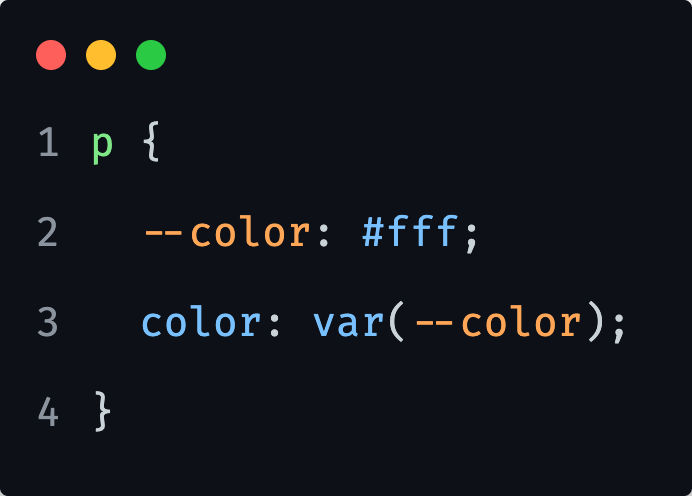 1 p {
2   --color: #fff;
3   color: var(--color);
4 }